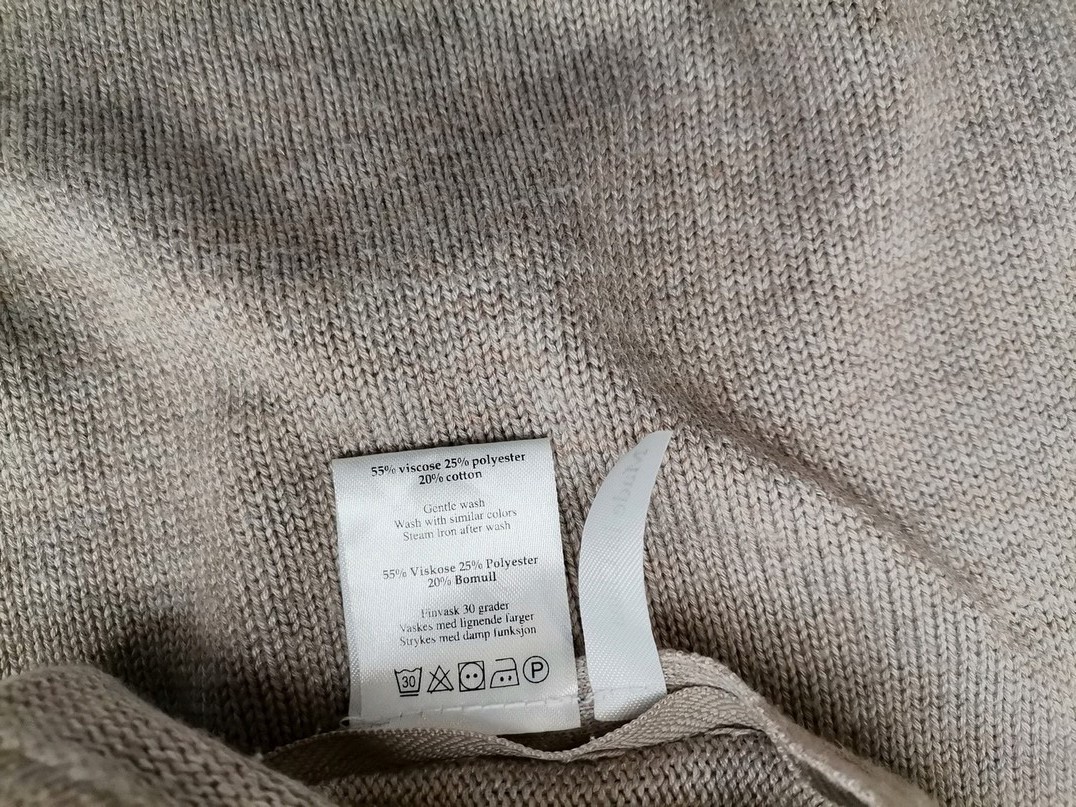 55% viscose 25% polyester
20% cotton
Gentle wash
Wash with similar colors
Steam iron after wash
55% Viskose 25% Polyester
20% Bomull
Finvask 30 grader
Vaskes med lignende farger
Strykes med damp funksjon
30 P
Made